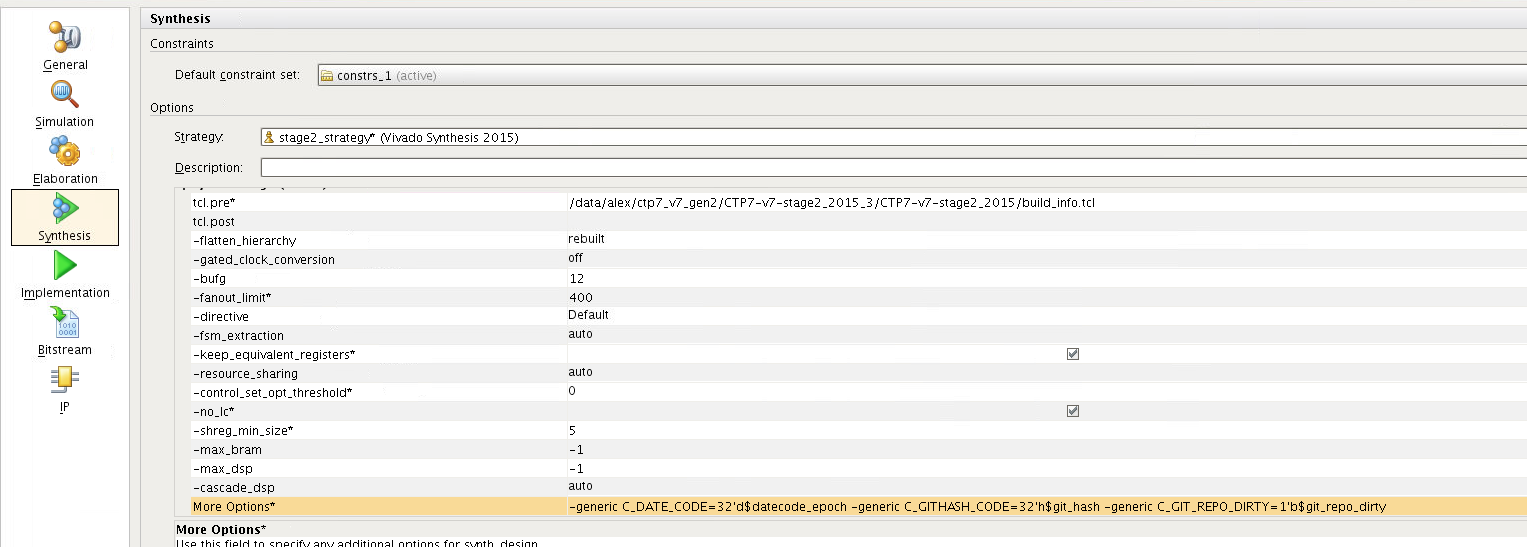 General
Simulation
Elaboration
Synthesis
Implementation
1010
0001
Bitstream
IP
Synthesis
Constraints
Default constraint set: constrs_1 (active)
Options
Strategy: stage2_strategy* (Vivado Synthesis 2015)
Description:
tcl.pre* /data/alex/ctp7_v7_gen2/CTP7-v7-stage2_2015_3/CTP7-v7-stage2_2015/build_info.tcl
tcl.post
-flatten_hierarchy rebuilt
-gated_clock_conversion off
-bufg 12
-fanout_limit* 400
-directive Default
-fsm_extraction auto
-keep_equivalent_registers*
-resource_sharing auto
-control_set_opt_threshold* 0
-no_lc*
-shreg_min_size* 5
-max_bram -1
-max_dsp -1
-cascade_dsp auto
More Options* -generic C_DATE_CODE=32'd$datecode_epoch -generic C_GITHASH_CODE=32'h$git_hash -generic C_GIT_REPO_DIRTY=1'b$git_repo_dirty
More Options*
Use this field to specify any additional options for synth_design